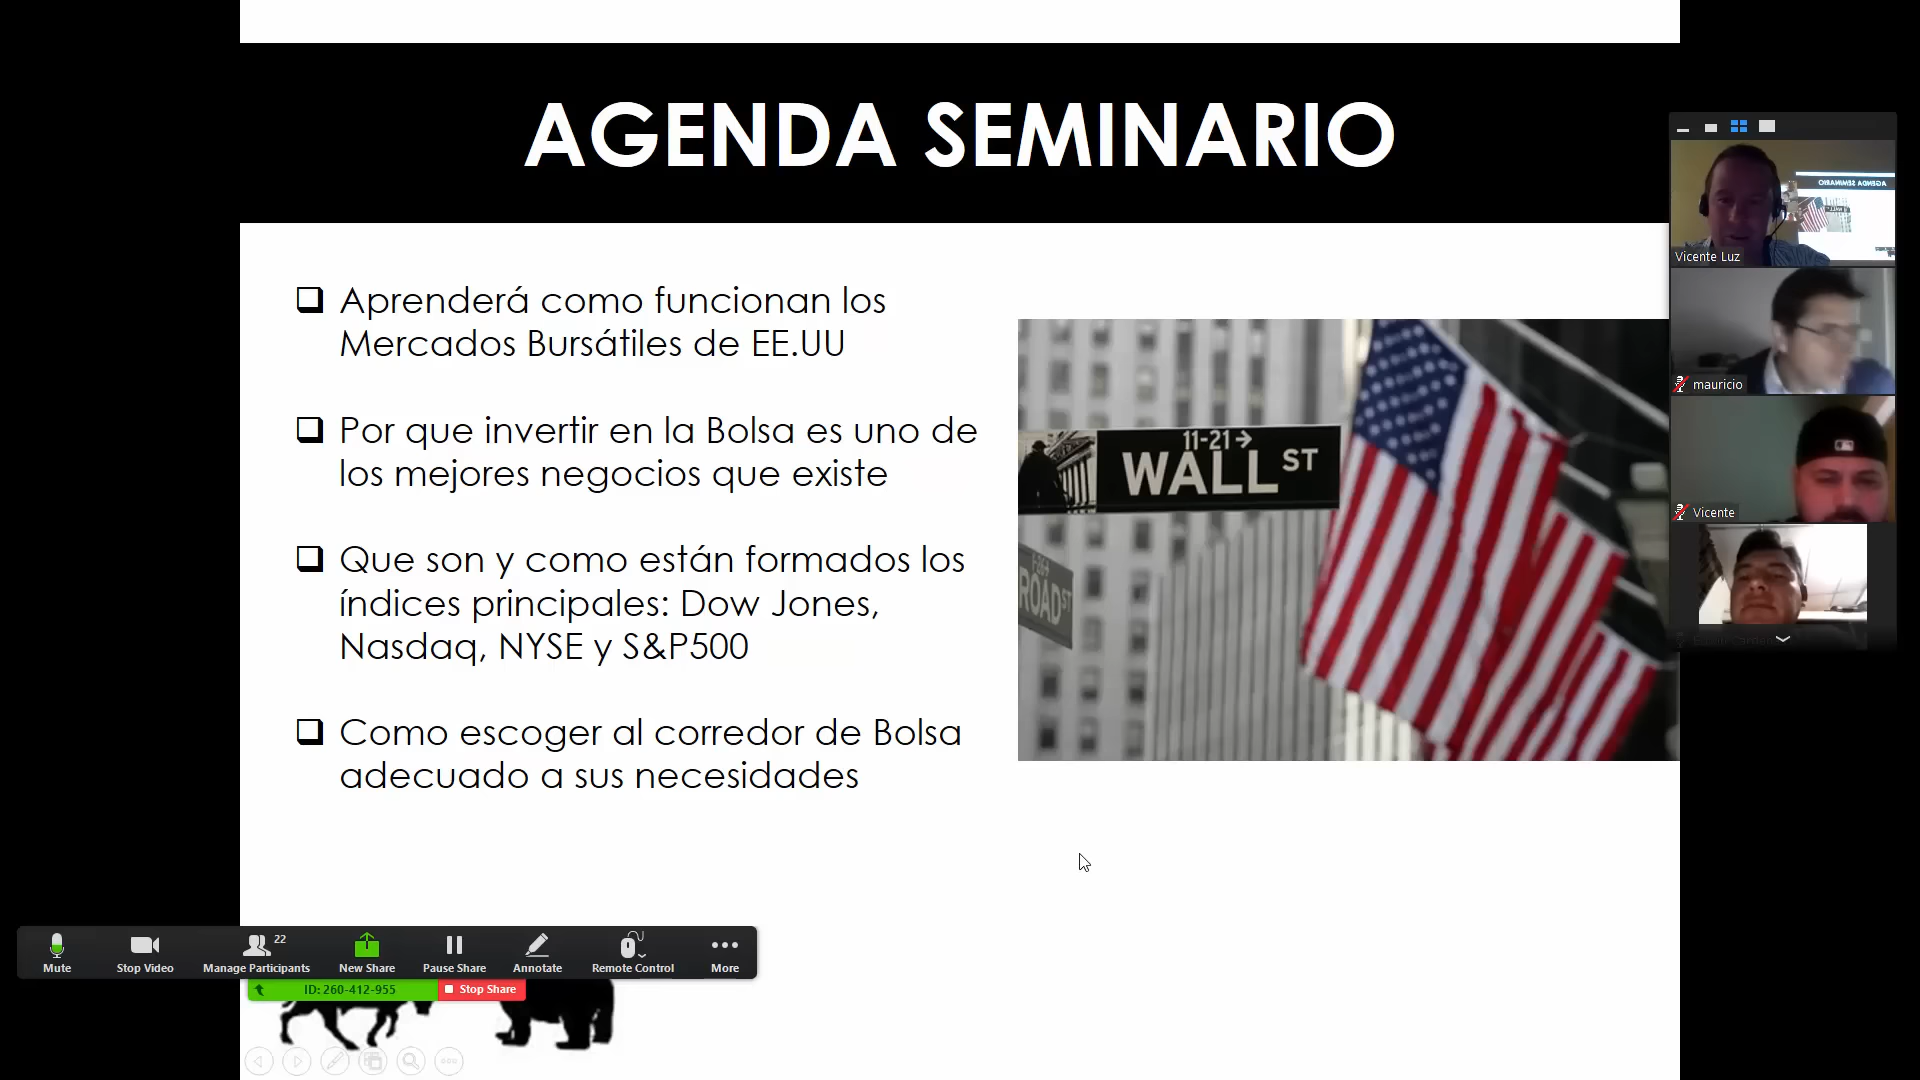 AGENDA SEMINARIO
Aprenderá como funcionan los
Mercados Bursátiles de EE.UU
Por que invertir en la Bolsa es uno de
los mejores negocios que existe
Que son y como están formados los
índices principales: Dow Jones,
Nasdaq, NYSE y S&P500
Como escoger al corredor de Bolsa
adecuado a sus necesidades
11-21→
WALL ST
ROAD ST
Vicente Luz
mauricio
Vicente
Mute
Stop Video
22
Manage Participants
New Share
Pause Share
Annotate
Remote Control
More
ID: 260-412-955
Stop Share